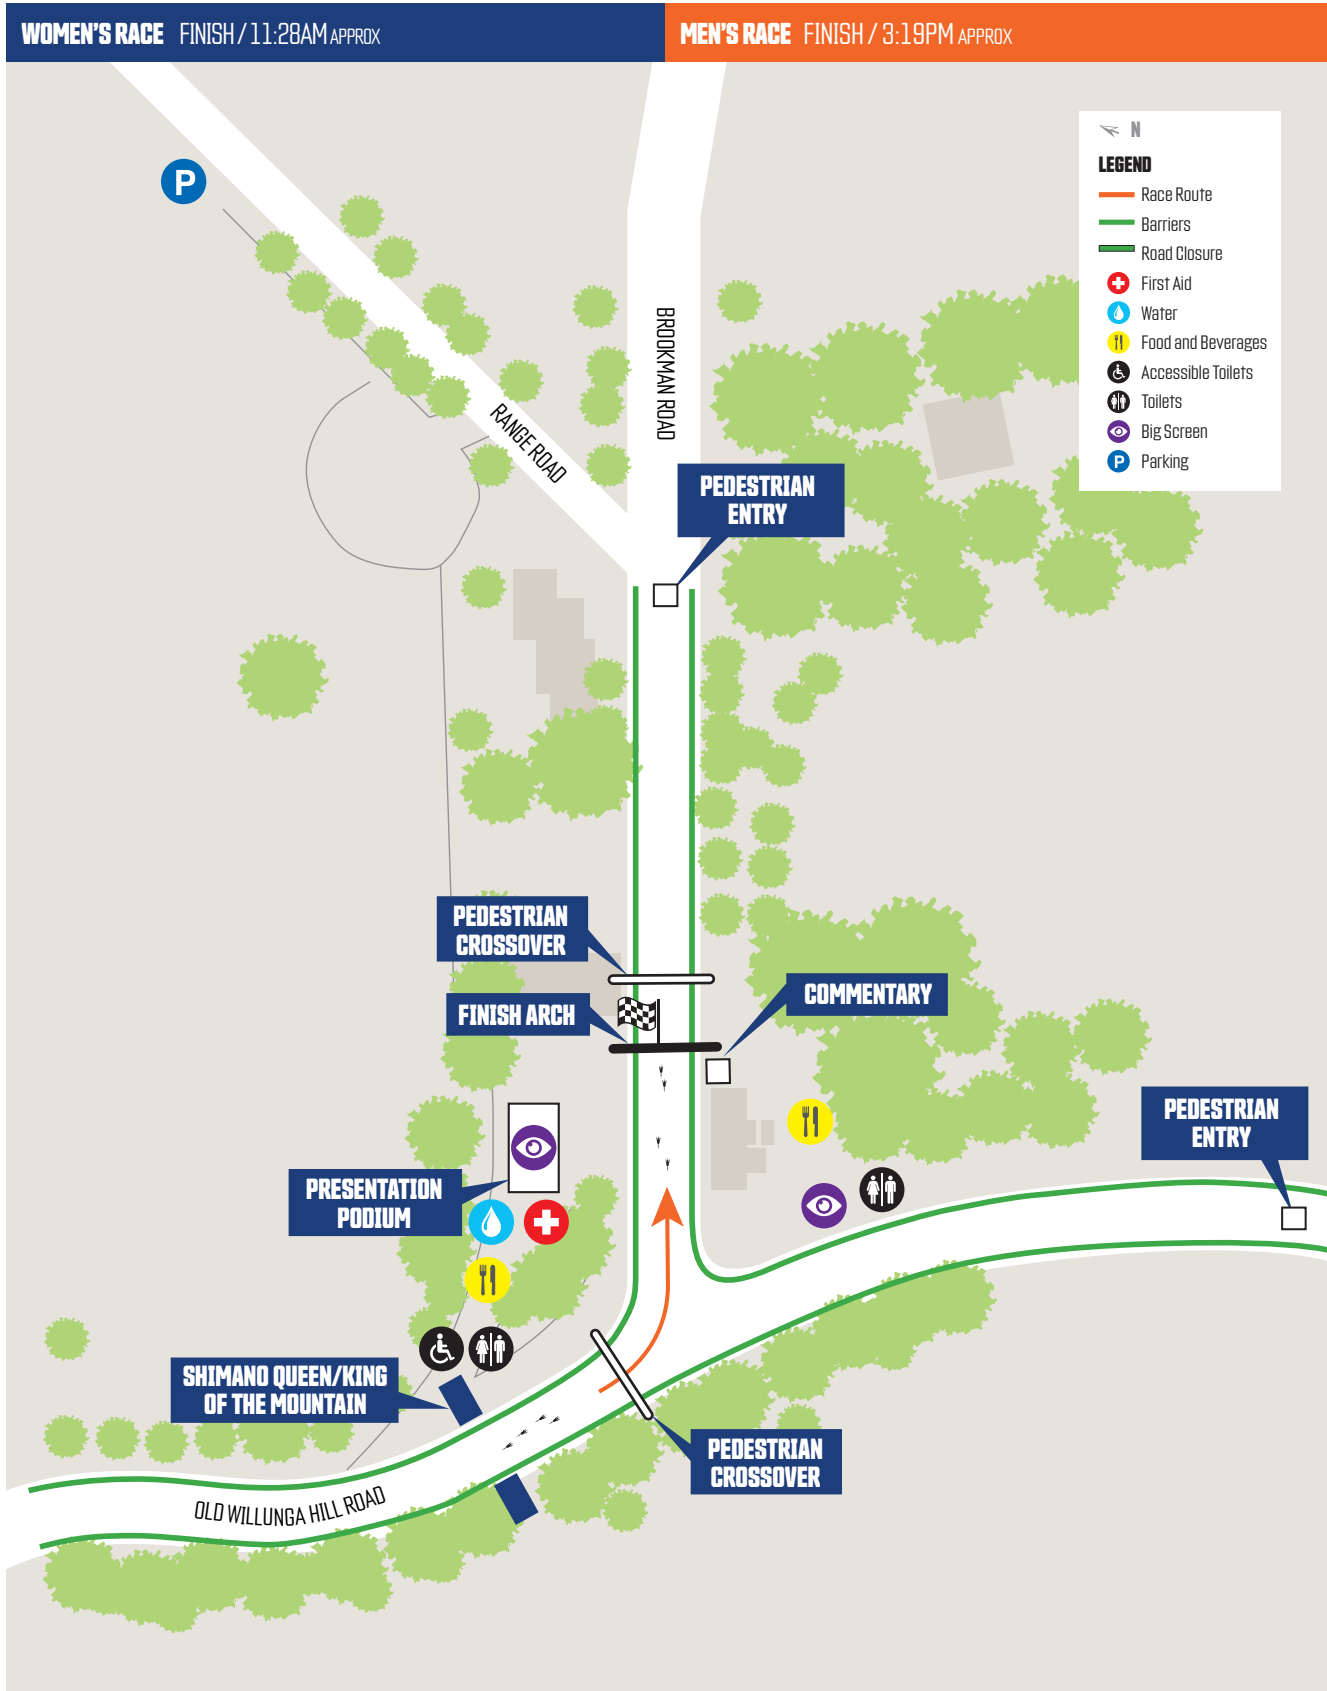 WOMEN'S RACE FINISH / 11:28AM APPROX
MEN'S RACE FINISH / 3:19PM APPROX
N
LEGEND
Race Route
Barriers
Road Closure
First Aid
Water
Food and Beverages
Accessible Toilets
Toilets
Big Screen
P Parking
P
BROOKMAN ROAD
RANGE ROAD
PEDESTRIAN
ENTRY
PEDESTRIAN
CROSSOVER
FINISH ARCH
COMMENTARY
PEDESTRIAN
ENTRY
PRESENTATION
PODIUM
SHIMANO QUEEN/KING
OF THE MOUNTAIN
PEDESTRIAN
CROSSOVER
OLD WILLUNGA HILL ROAD